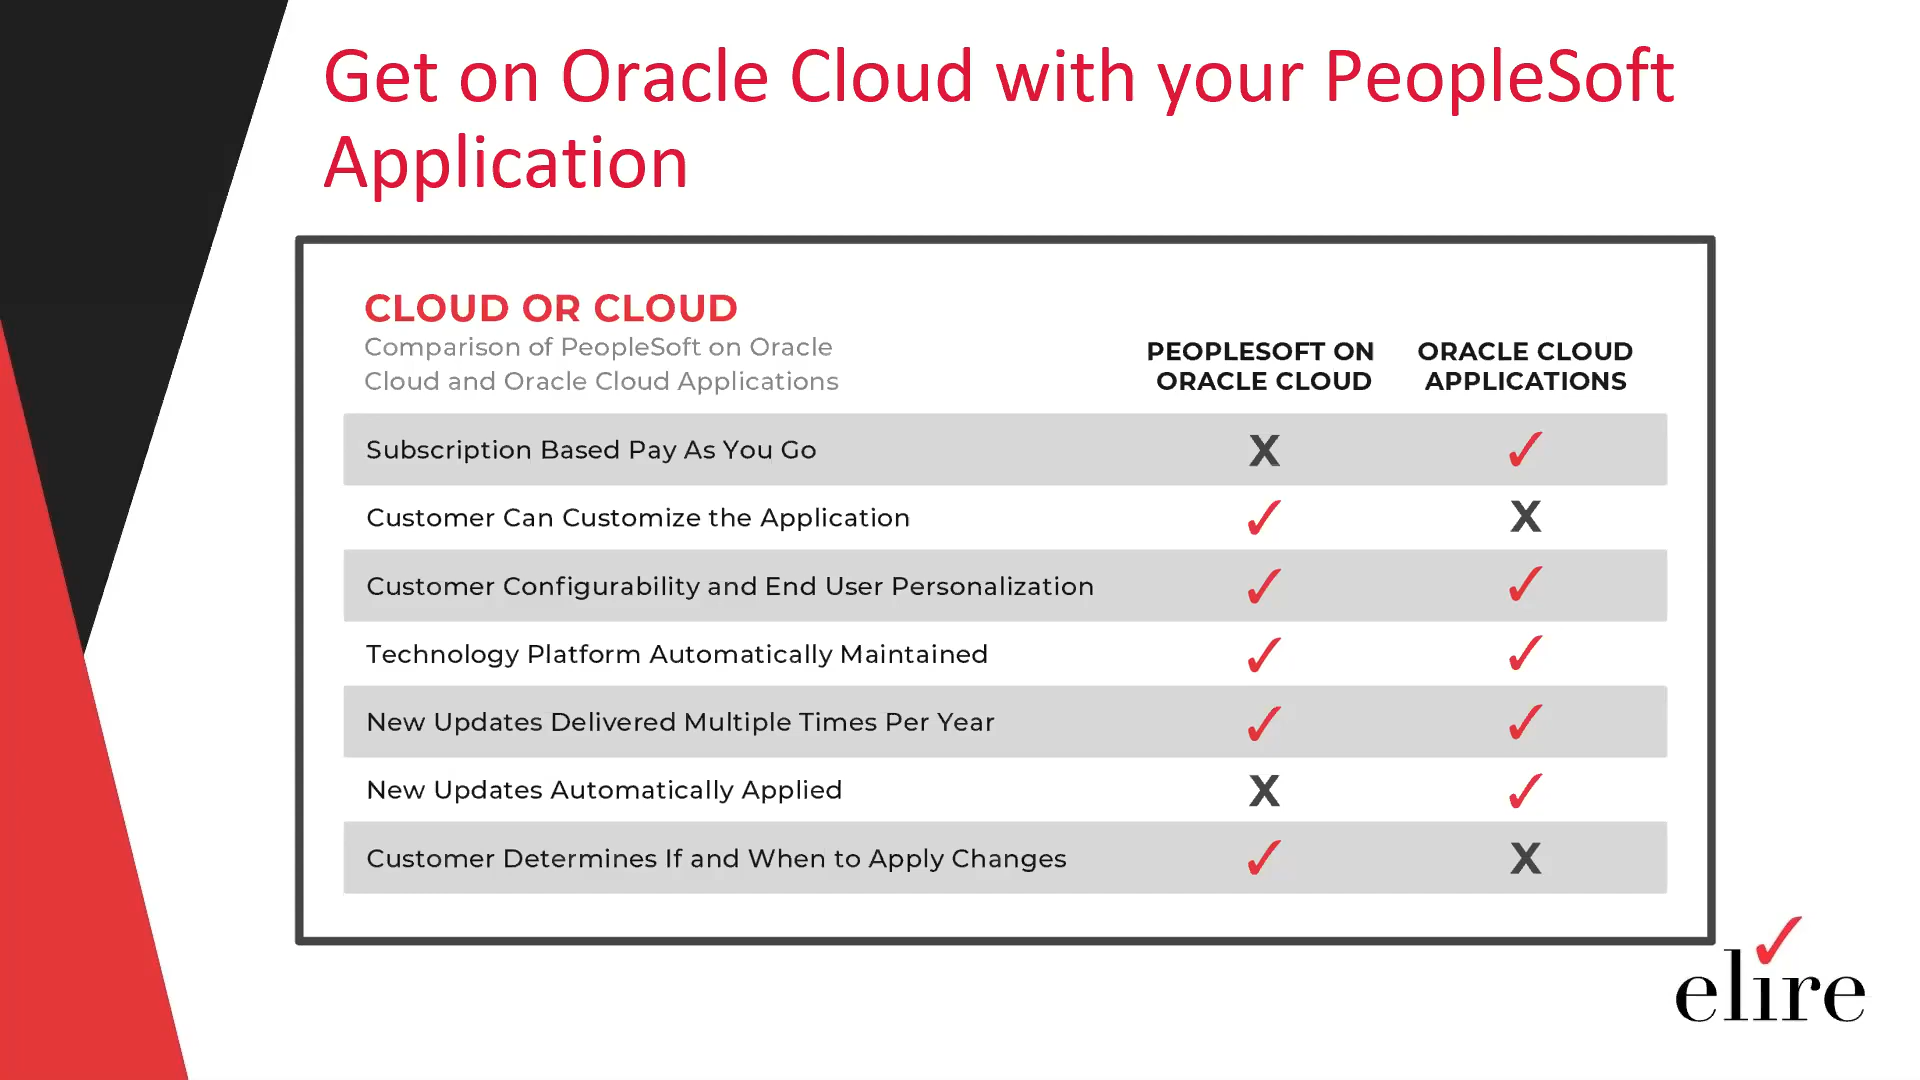 Get on Oracle Cloud with your PeopleSoft
Application
CLOUD OR CLOUD
Comparison of PeopleSoft on Oracle
Cloud and Oracle Cloud Applications
PEOPLESOFT ON
ORACLE CLOUD
ORACLE CLOUD
APPLICATIONS
Subscription Based Pay As You Go X ✓
Customer Can Customize the Application ✓ X
Customer Configurability and End User Personalization ✓ ✓
Technology Platform Automatically Maintained ✓ ✓
New Updates Delivered Multiple Times Per Year ✓ ✓
New Updates Automatically Applied X ✓
Customer Determines If and When to Apply Changes ✓ X
elire